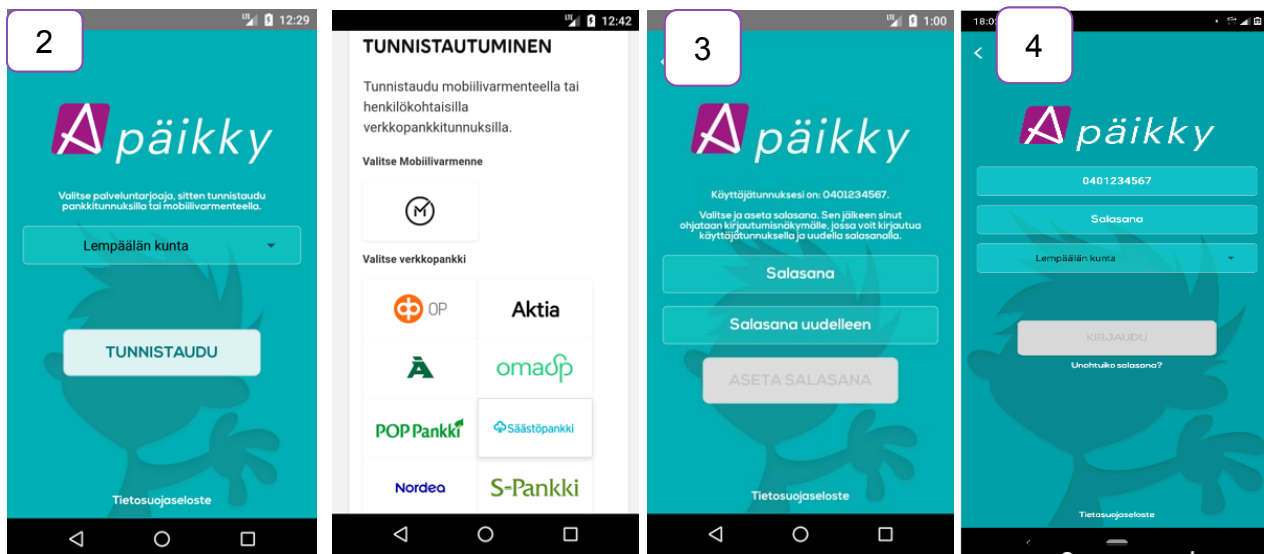 2
12:29
päikky
Valitse palveluntarjoaja, sitten tunnistaudu
pankkitunnuksilla tai mobiilivarmenteella.
Lempäälän kunta
TUNNISTAUDU
Tietosuojaseloste
12:42
TUNNISTAUTUMINEN
Tunnistaudu mobiilivarmenteella tai
henkilökohtaisilla
verkkopankkitunnuksilla.
Valitse Mobiilivarmenne
M
Valitse verkkopankki
OP
Aktia
Å
omasp
POP Pankki
Säästöpankki
Nordea
S-Pankki
3
1:00
päikky
Käyttäjätunnuksesi on: 0401234567.
Valitse ja aseta salasana. Sen jälkeen sinut
ohjataan kirjautumisnäkymälle, jossa voit kirjautua
käyttäjätunnuksella ja uudella salasanalla.
Salasana
Salasana uudelleen
ASETA SALASANA
Tietosuojaseloste
4
päikky
0401234567
Salasana
Lempäälän kunta
KIRJAUDU
Unohtuiko salasana?
Tietosuojaseloste